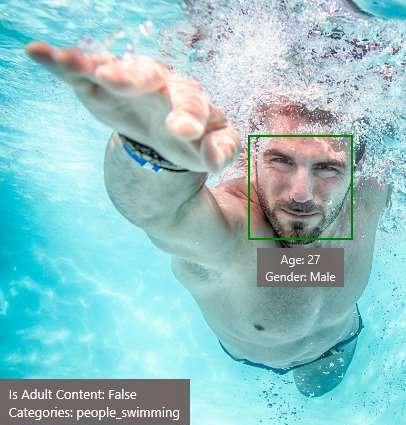 Age: 27
Gender: Male
Is Adult Content: False
Categories: people_swimming